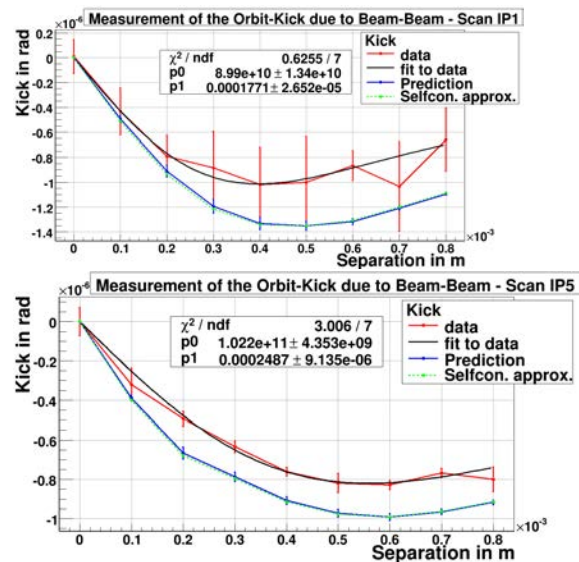 Measurement of the Orbit-Kick due to Beam-Beam - Scan IP1
×10⁻⁶
Kick in rad
χ² / ndf 0.6255 / 7
p0 8.99e+10 ± 1.34e+10
p1 0.0001771 ± 2.652e-05
Kick
data
fit to data
Prediction
Selfcon. approx.
0.2
0
-0.2
-0.4
-0.6
-0.8
-1
-1.2
-1.4
0 0.1 0.2 0.3 0.4 0.5 0.6 0.7 0.8
×10⁻³
Separation in m
Measurement of the Orbit-Kick due to Beam-Beam - Scan IP5
×10⁻⁶
Kick in rad
χ² / ndf 3.006 / 7
p0 1.022e+11 ± 4.353e+09
p1 0.0002487 ± 9.135e-06
Kick
data
fit to data
Prediction
Selfcon. approx.
0
-0.2
-0.4
-0.6
-0.8
-1
0 0.1 0.2 0.3 0.4 0.5 0.6 0.7 0.8
×10⁻³
Separation in m